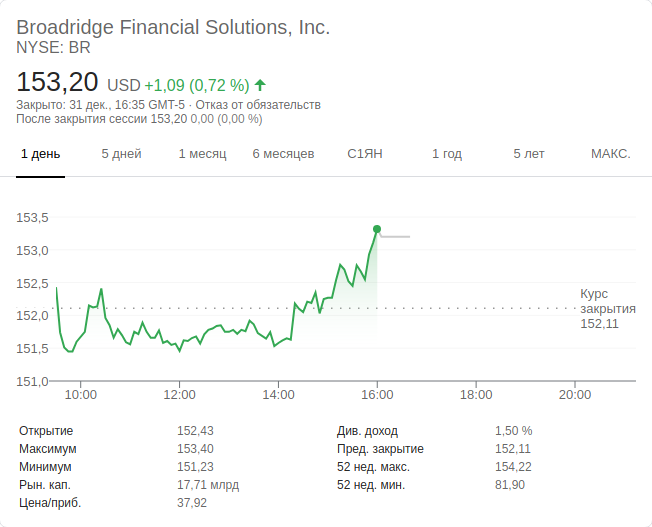 Broadridge Financial Solutions, Inc.
NYSE: BR
153,20 USD +1,09 (0,72 %)
Закрыто: 31 дек., 16:35 GMT-5 · Отказ от обязательств
После закрытия сессии 153,20 0,00 (0,00 %)
1 день 5 дней 1 месяц 6 месяцев С1ЯН 1 год 5 лет МАКС.
153,5
153,0
152,5
152,0
151,5
151,0
Курс
закрытия
152,11
10:00 12:00 14:00 16:00 18:00 20:00
Открытие 152,43 Див. доход 1,50 %
Максимум 153,40 Пред. закрытие 152,11
Минимум 151,23 52 нед. макс. 154,22
Рын. кап. 17,71 млрд 52 нед. мин. 81,90
Цена/приб. 37,92